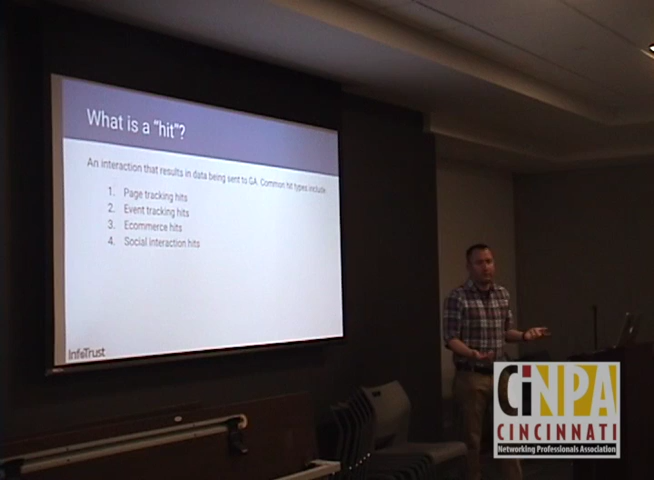 What is a "hit"?
An interaction that results in data being sent to GA. Common hit types include:
1. Page tracking hits
2. Event tracking hits
3. Ecommerce hits
4. Social interaction hits
InfoTrust
CiNPA
CINCINNATI
Networking Professionals Association